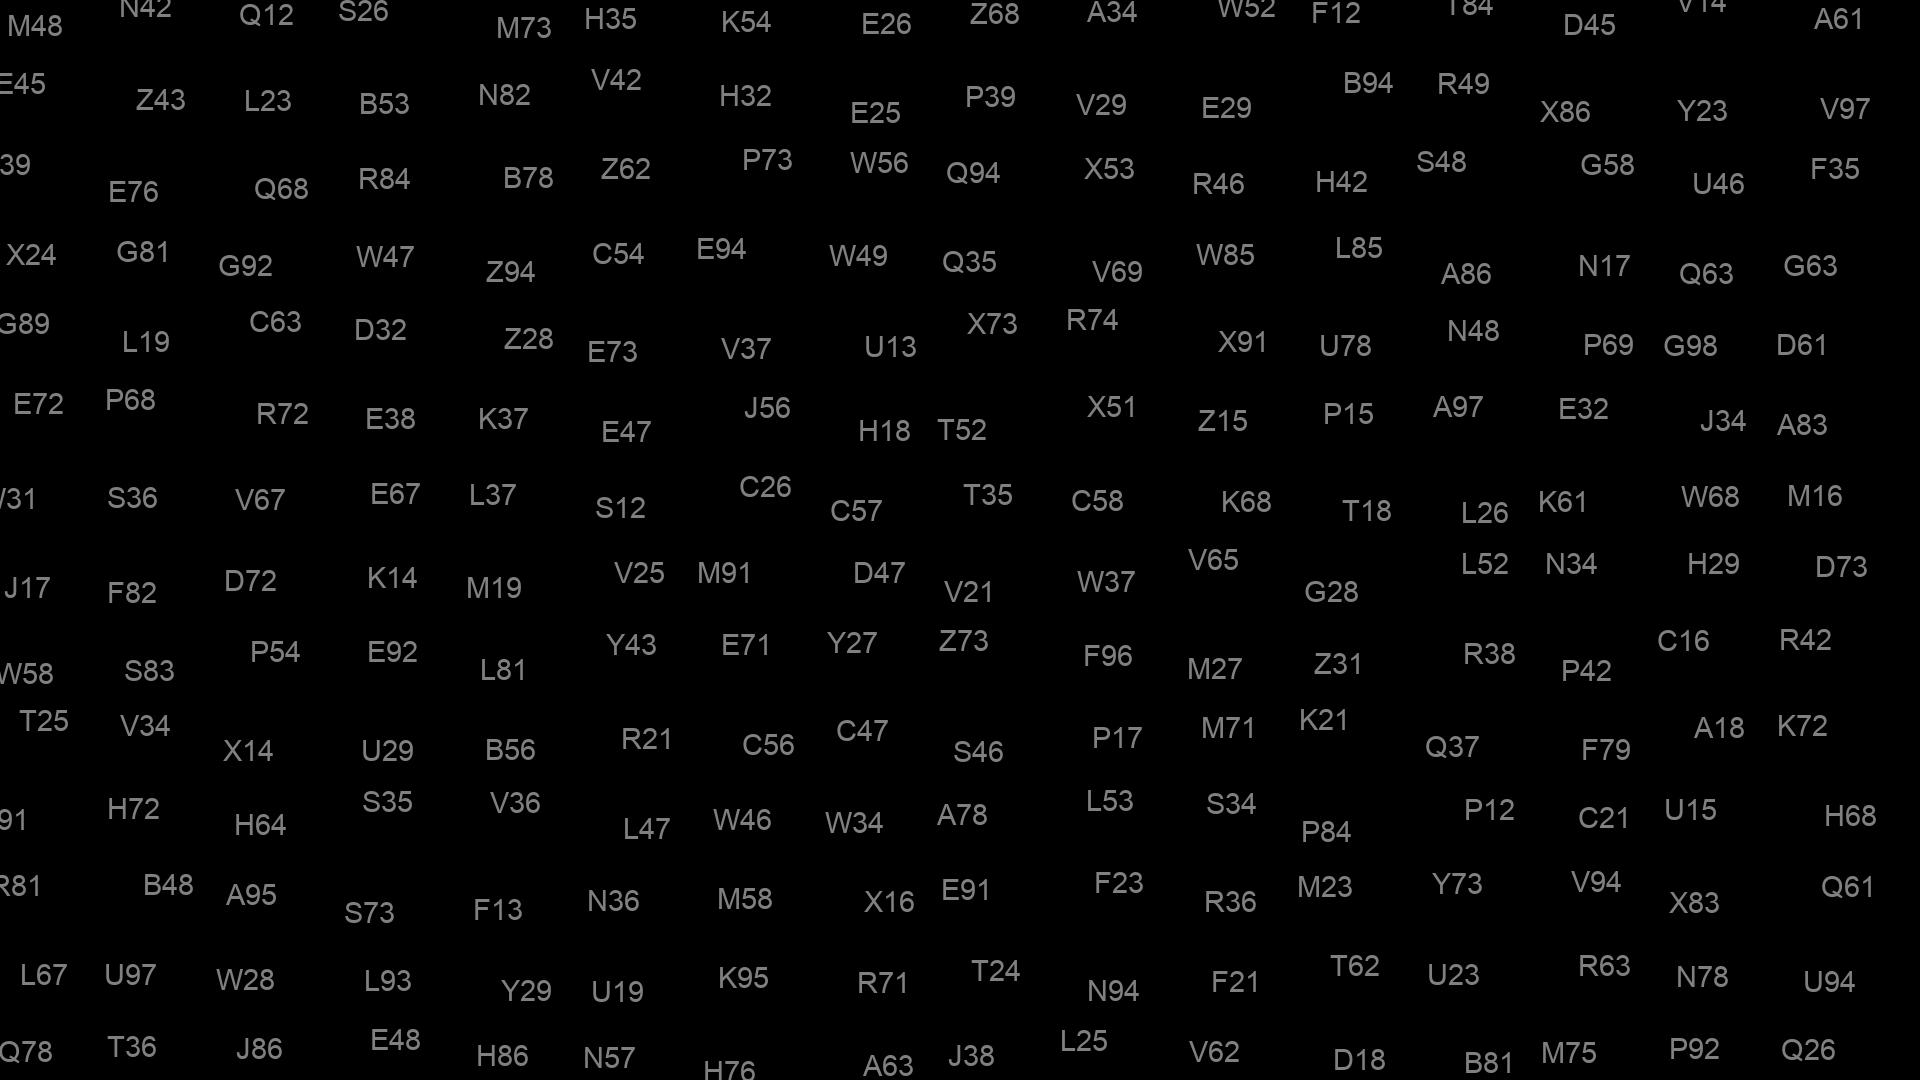 M48 N42 Q12 S26 M73 H35 K54 E26 Z68 A34 W52 F12 T84 D45 V14 A61
E45 Z43 L23 B53 N82 V42 H32 E25 P39 V29 E29 B94 R49 X86 Y23 V97
39 E76 Q68 R84 B78 Z62 P73 W56 Q94 X53 R46 H42 S48 G58 U46 F35
X24 G81 G92 W47 Z94 C54 E94 W49 Q35 V69 W85 L85 A86 N17 Q63 G63
G89 L19 C63 D32 Z28 E73 V37 U13 X73 R74 X91 U78 N48 P69 G98 D61
E72 P68 R72 E38 K37 E47 J56 H18 T52 X51 Z15 P15 A97 E32 J34 A83
31 S36 V67 E67 L37 S12 C26 C57 T35 C58 K68 T18 L26 K61 W68 M16
J17 F82 D72 K14 M19 V25 M91 D47 V21 W37 V65 G28 L52 N34 H29 D73
W58 S83 P54 E92 L81 Y43 E71 Y27 Z73 F96 M27 Z31 R38 P42 C16 R42
T25 V34 X14 U29 B56 R21 C56 C47 S46 P17 M71 K21 Q37 F79 A18 K72
91 H72 H64 S35 V36 L47 W46 W34 A78 L53 S34 P84 P12 C21 U15 H68
R81 B48 A95 S73 F13 N36 M58 X16 E91 F23 R36 M23 Y73 V94 X83 Q61
L67 U97 W28 L93 Y29 U19 K95 R71 T24 N94 F21 T62 U23 R63 N78 U94
Q78 T36 J86 E48 H86 N57 H76 A63 J38 L25 V62 D18 B81 M75 P92 Q26